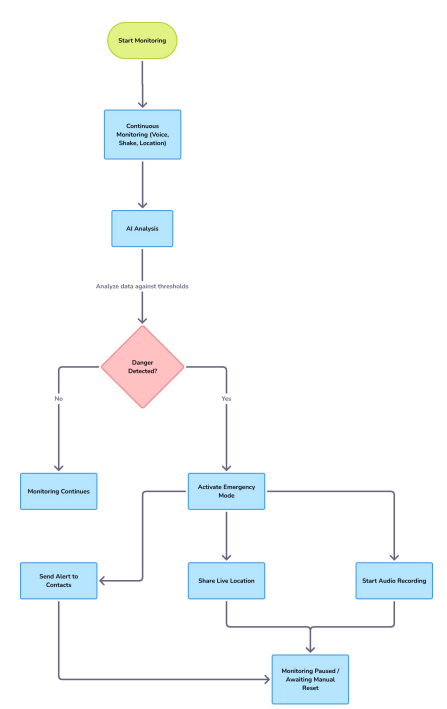 Start Monitoring
Continuous
Monitoring (Voice,
Shake, Location)
AI Analysis
Analyze data against thresholds
Danger
Detected?
No
Yes
Monitoring Continues
Activate Emergency
Mode
Send Alert to
Contacts
Share Live Location
Start Audio Recording
Monitoring Paused /
Awaiting Manual
Reset